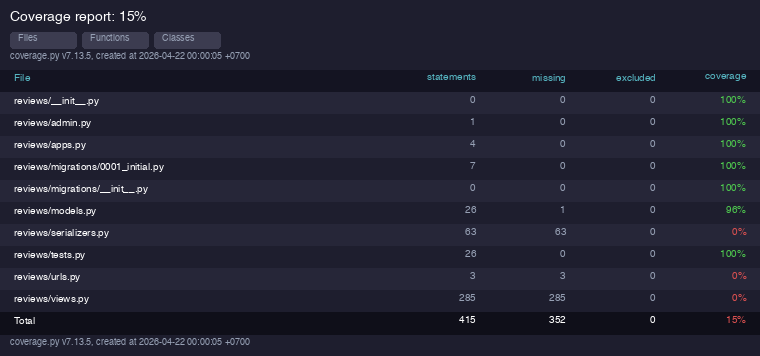 Coverage report: 15%
Files Functions Classes
coverage.py v7.13.5, created at 2026-04-22 00:00:05 +0700
File statements missing excluded coverage
reviews/__init__.py 0 0 0 100%
reviews/admin.py 1 0 0 100%
reviews/apps.py 4 0 0 100%
reviews/migrations/0001_initial.py 7 0 0 100%
reviews/migrations/__init__.py 0 0 0 100%
reviews/models.py 26 1 0 96%
reviews/serializers.py 63 63 0 0%
reviews/tests.py 26 0 0 100%
reviews/urls.py 3 3 0 0%
reviews/views.py 285 285 0 0%
Total 415 352 0 15%
coverage.py v7.13.5, created at 2026-04-22 00:00:05 +0700